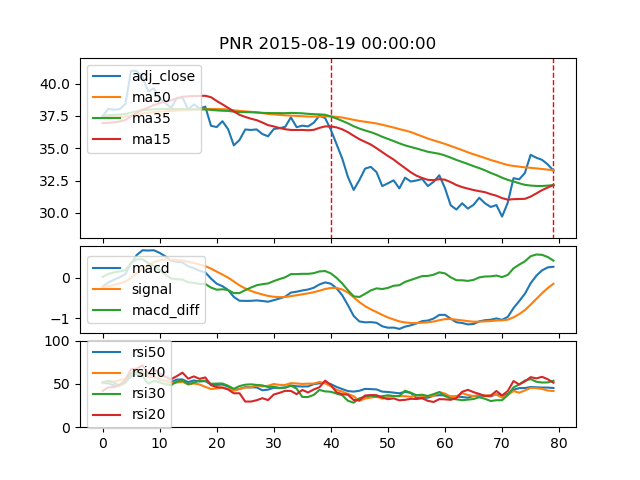 PNR 2015-08-19 00:00:00
40.0
37.5
35.0
32.5
30.0
adj_close
ma50
ma35
ma15
0
−1
macd
signal
macd_diff
100
50
0
rsi50
rsi40
rsi30
rsi20
0 10 20 30 40 50 60 70 80